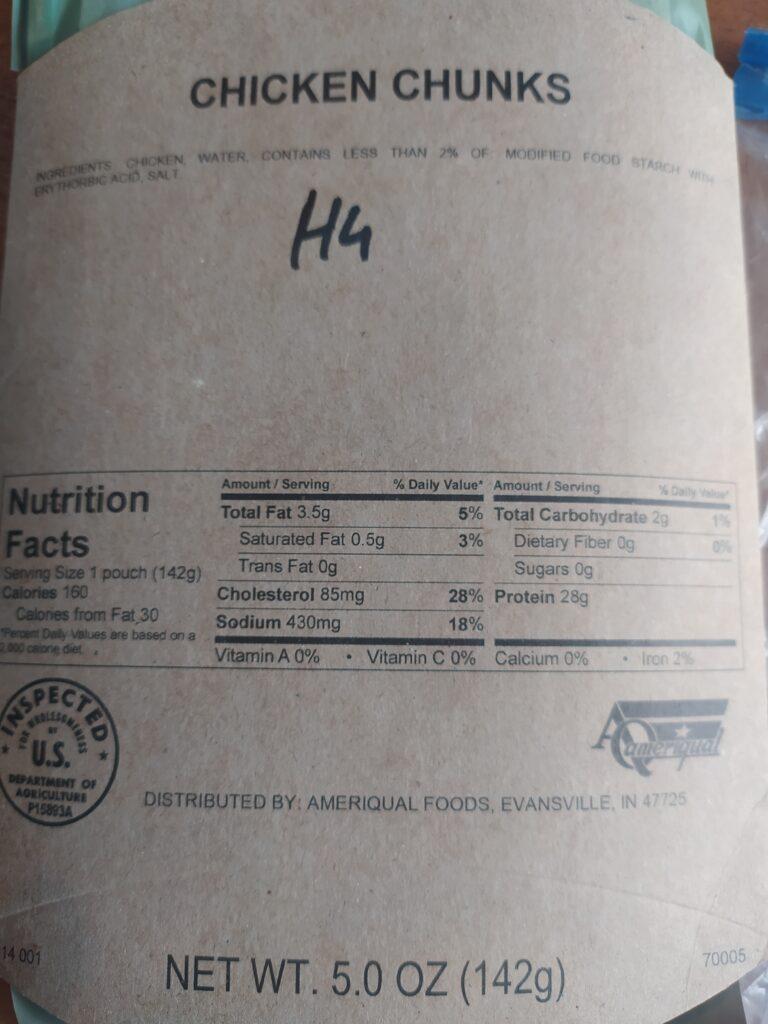 CHICKEN CHUNKS
INGREDIENTS CHICKEN, WATER, CONTAINS LESS THAN 2% OF: MODIFIED FOOD STARCH WITH
ERYTHORBIC ACID, SALT.
H4
Nutrition
Facts
Serving Size 1 pouch (142g)
Calories 160
Calories from Fat 30
*Percent Daily Values are based on a
2,000 calorie diet.
Amount / Serving % Daily Value*
Total Fat 3.5g 5%
Saturated Fat 0.5g 3%
Trans Fat 0g
Cholesterol 85mg 28%
Sodium 430mg 18%
Amount / Serving % Daily Value*
Total Carbohydrate 2g 1%
Dietary Fiber 0g 0%
Sugars 0g
Protein 28g
Vitamin A 0% • Vitamin C 0% Calcium 0% • Iron 2%
INSPECTED
FOR WHOLESOMENESS
BY
U.S.
DEPARTMENT OF
AGRICULTURE
P15893A
ameriqual
DISTRIBUTED BY: AMERIQUAL FOODS, EVANSVILLE, IN 47725
14 001
NET WT. 5.0 OZ (142g)
70005